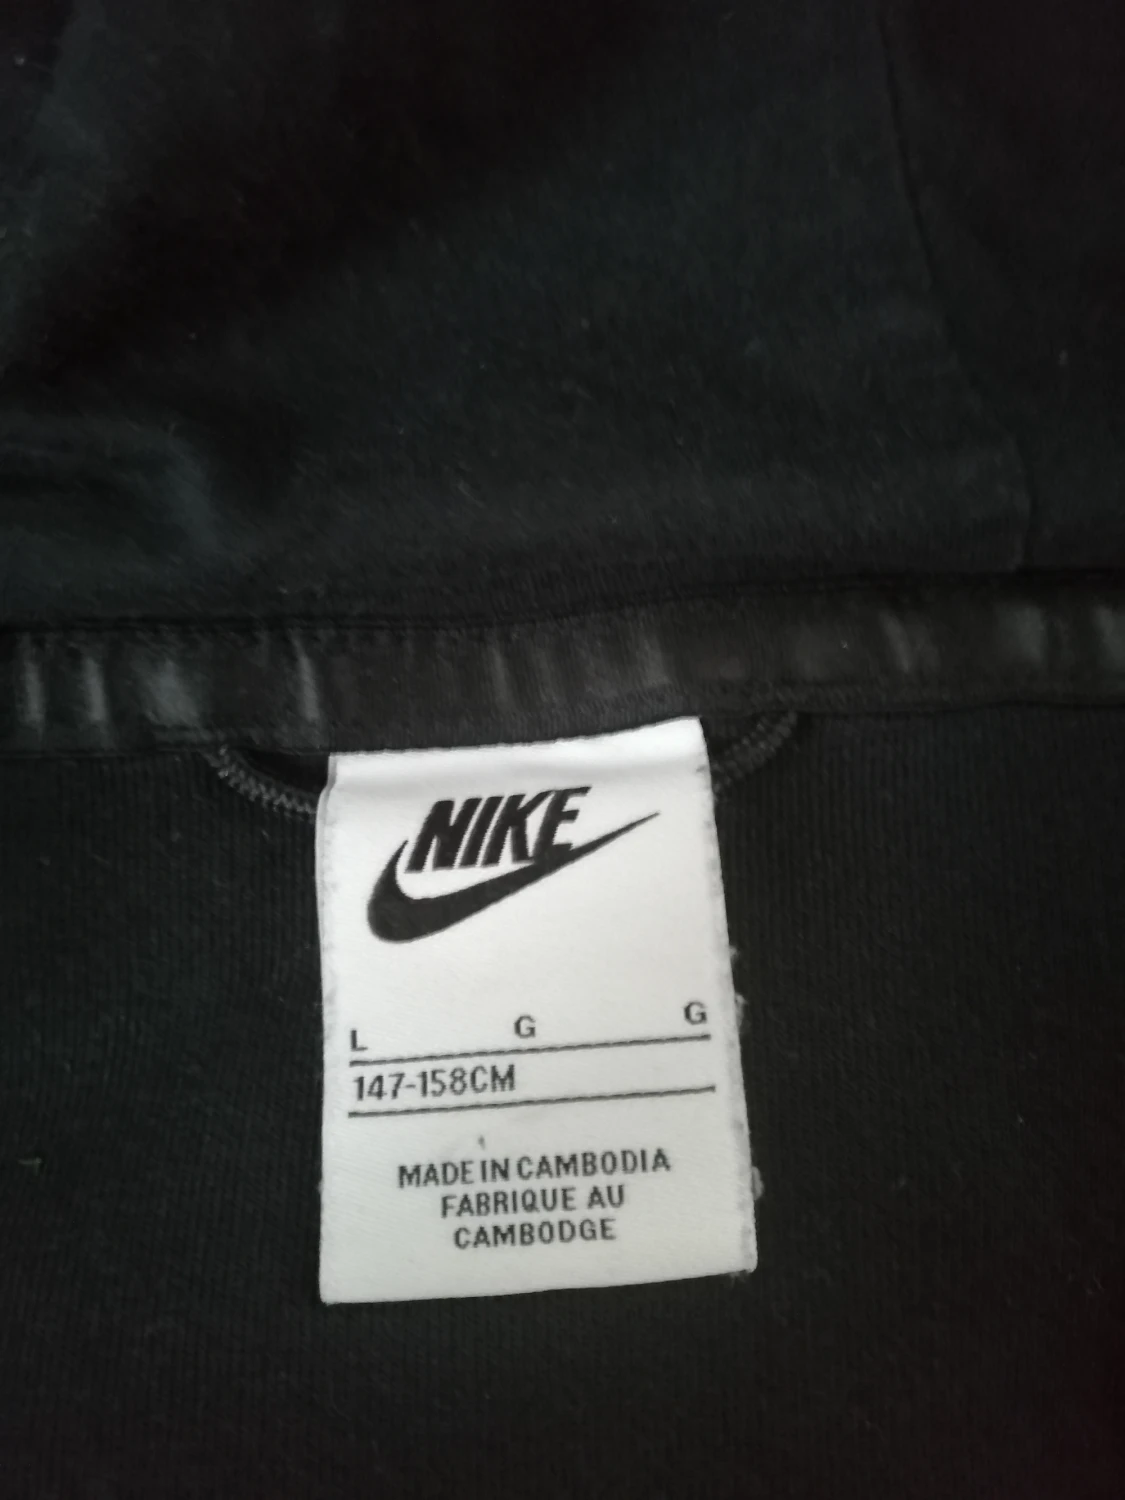 NIKE
L G G
147-158CM
MADE IN CAMBODIA
FABRIQUE AU
CAMBODGE